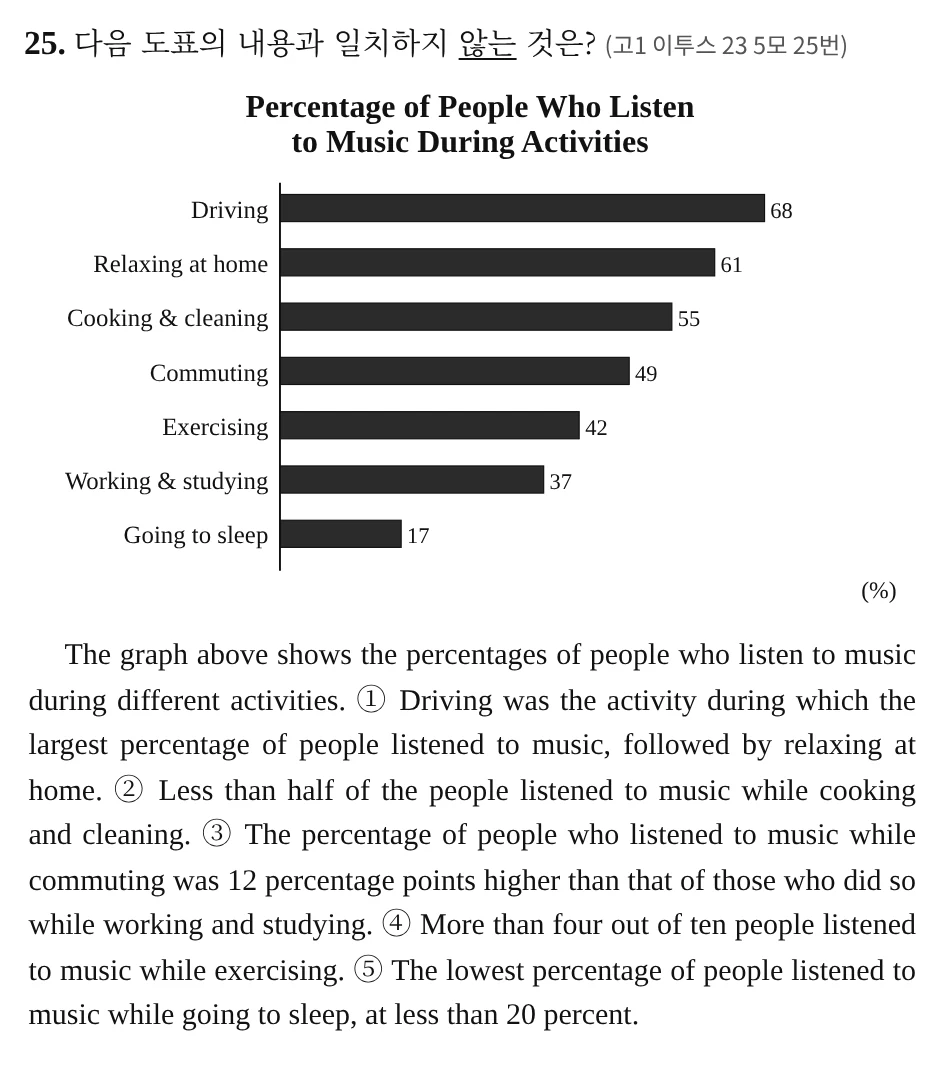 25. 다음 도표의 내용과 일치하지 않는 것은? (고1 이투스 23 5모 25번)
Percentage of People Who Listen
to Music During Activities
Driving 68
Relaxing at home 61
Cooking & cleaning 55
Commuting 49
Exercising 42
Working & studying 37
Going to sleep 17
(%)
The graph above shows the percentages of people who listen to music
during different activities. ① Driving was the activity during which the
largest percentage of people listened to music, followed by relaxing at
home. ② Less than half of the people listened to music while cooking
and cleaning. ③ The percentage of people who listened to music while
commuting was 12 percentage points higher than that of those who did so
while working and studying. ④ More than four out of ten people listened
to music while exercising. ⑤ The lowest percentage of people listened to
music while going to sleep, at less than 20 percent.